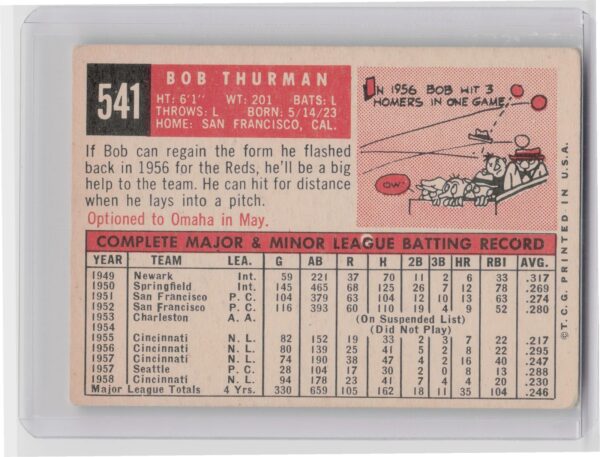 541
BOB THURMAN
HT: 6'1" WT: 201 BATS: L
THROWS: L BORN: 5/14/23
HOME: SAN FRANCISCO, CAL.
IN 1956 BOB HIT 3
HOMERS IN ONE GAME.
OW
If Bob can regain the form he flashed
back in 1956 for the Reds, he'll be a big
help to the team. He can hit for distance
when he lays into a pitch.
Optioned to Omaha in May.
COMPLETE MAJOR & MINOR LEAGUE BATTING RECORD
YEAR TEAM LEA. G AB R H 2B 3B HR RBI AVG.
1949 Newark Int. 59 221 37 70 11 2 6 33 .317
1950 Springfield Int. 145 465 68 125 26 7 12 78 .269
1951 San Francisco P. C. 104 379 63 104 12 10 13 63 .274
1952 San Francisco P. C. 116 393 60 110 19 4 9 52 .280
1953 Charleston A. A. (On Suspended List)
1954 (Did Not Play)
1955 Cincinnati N. L. 82 152 19 33 4 3 7 22 .217
1956 Cincinnati N. L. 80 139 25 41 5 2 8 22 .295
1957 Cincinnati N. L. 74 190 38 47 4 2 16 40 .247
1957 Seattle P. C. 28 104 17 30 2 0 8 13 .288
1958 Cincinnati N. L. 94 178 23 41 7 4 4 20 .230
Major League Totals 4 Yrs. 330 659 105 162 18 11 35 104 .246
©T.C.G. PRINTED IN U.S.A.